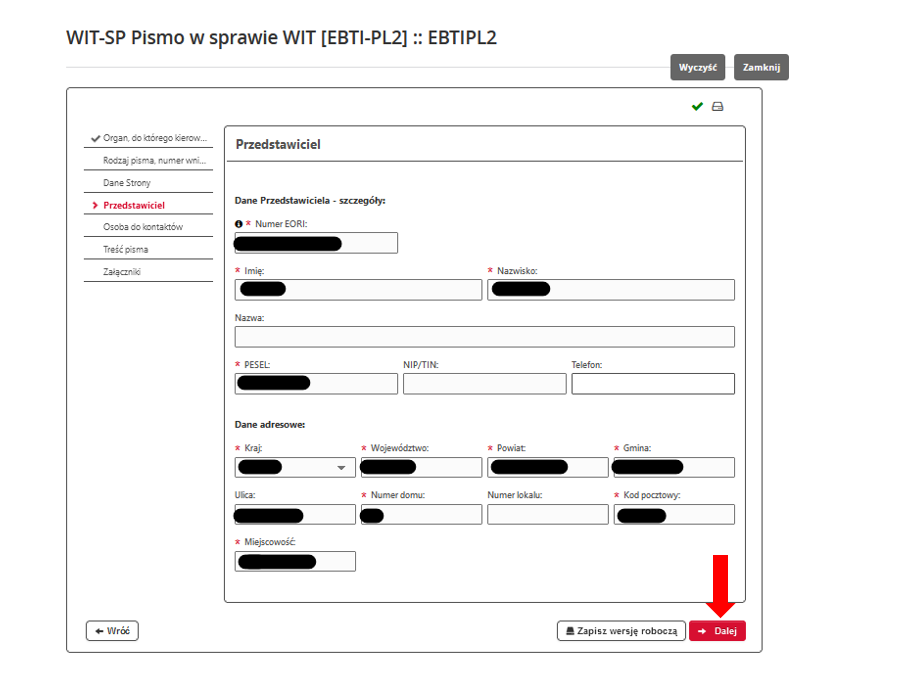 WIT-SP Pismo w sprawie WIT [EBTI-PL2] :: EBTIPL2
Wyczyść Zamknij
Organ, do którego kierow...
Rodzaj pisma, numer wni...
Dane Strony
Przedstawiciel
Osoba do kontaktów
Treść pisma
Załączniki
Przedstawiciel
Dane Przedstawiciela - szczegóły:
* Numer EORI:
* Imię: * Nazwisko:
Nazwa:
* PESEL: NIP/TIN: Telefon:
Dane adresowe:
* Kraj: * Województwo: * Powiat: * Gmina:
Ulica: * Numer domu: Numer lokalu: * Kod pocztowy:
* Miejscowość:
Wróć Zapisz wersję roboczą Dalej